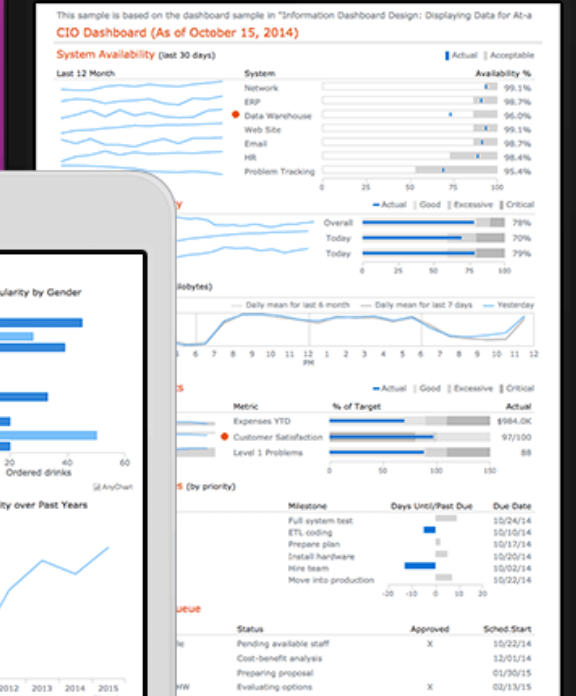 This sample is based on the dashboard sample in "Information Dashboard Design: Displaying Data for At-a
CIO Dashboard (As of October 15, 2014)
System Availability (last 30 days)
Actual Acceptable
Last 12 Month System Availability %
Network 99.1%
ERP 98.7%
Data Warehouse 96.0%
Web Site 99.1%
Email 98.7%
HR 98.4%
Problem Tracking 95.4%
0 25 50 75 100
y Actual Good Excessive Critical
Overall 78%
Today 70%
Today 79%
0 25 50 75 100
ilobytes)
Daily mean for last 6 month Daily mean for last 7 days Yesterday
6 7 8 9 10 11 12 1 2 3 4 5 6 7 8 9 10 11 12
PM
s Actual Good Excessive Critical
Metric % of Target Actual
Expenses YTD $984.0K
Customer Satisfaction 97/100
Level 1 Problems 88
0 50 100 150
s (by priority)
Milestone Days Until/Past Due Due Date
Full system test 10/24/14
ETL coding 10/10/14
Prepare plan 10/17/14
Install hardware 10/20/14
Hire team 10/02/14
Move into production 10/22/14
-20 -10 0 10 20
ueue
Status Approved Sched.Start
le Pending available staff X 10/22/14
Cost-benefit analysis 12/01/14
Preparing proposal 01/30/15
HW Evaluating options X 02/13/15
ularity by Gender
20 40 60
Ordered drinks
AnyChart
ity over Past Years
2012 2013 2014 2015